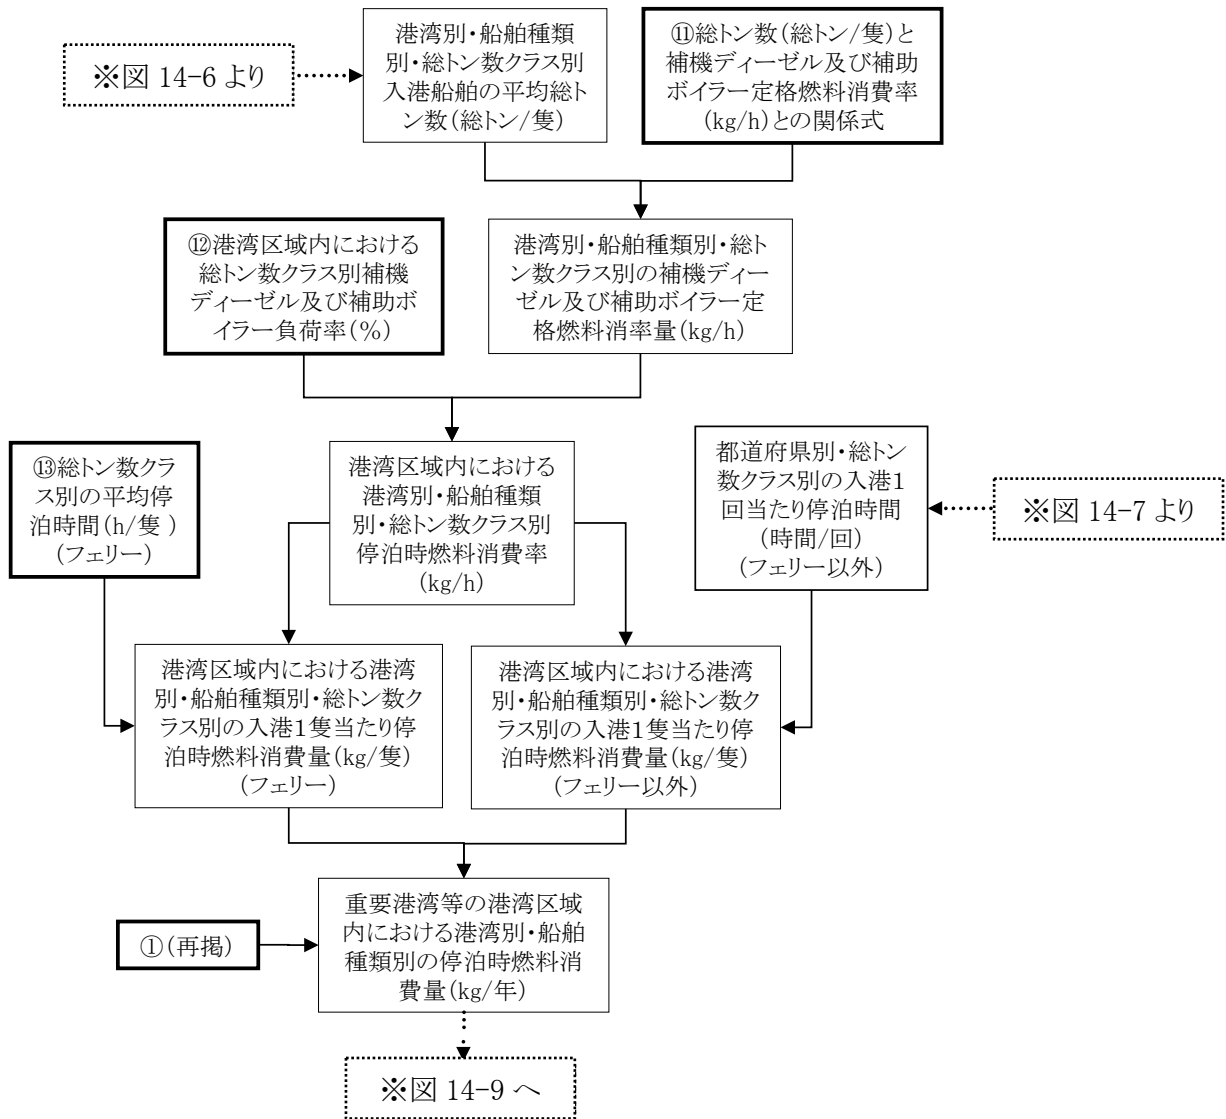 ※図 14-6 より
港湾別・船舶種類
別・総トン数クラス別
入港船舶の平均総ト
ン数(総トン/隻)
⑪総トン数(総トン/隻)と
補機ディーゼル及び補助
ボイラー定格燃料消費率
(kg/h)との関係式
⑫港湾区域内における
総トン数クラス別補機
ディーゼル及び補助ボ
イラー負荷率(%)
港湾別・船舶種類別・総ト
ン数クラス別の補機ディー
ゼル及び補助ボイラー定
格燃料消率量(kg/h)
⑬総トン数クラ
ス別の平均停
泊時間(h/隻 )
(フェリー)
港湾区域内における
港湾別・船舶種類
別・総トン数クラス別
停泊時燃料消費率
(kg/h)
都道府県別・総トン
数クラス別の入港1
回当たり停泊時間
(時間/回)
(フェリー以外)
※図 14-7 より
港湾区域内における港湾
別・船舶種類別・総トン数ク
ラス別の入港1隻当たり停
泊時燃料消費量(kg/隻)
(フェリー)
港湾区域内における港湾
別・船舶種類別・総トン数ク
ラス別の入港1隻当たり停
泊時燃料消費量(kg/隻)
(フェリー以外)
①(再掲)
重要港湾等の港湾区域
内における港湾別・船舶
種類別の停泊時燃料消
費量(kg/年)
※図 14-9 へ